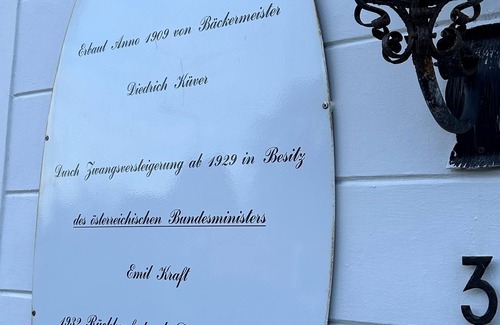 Erbaut Anno 1909 von Bäckermeister
Diedrich Küver
Durch Zwangsversteigerung ab 1929 in Besitz
des österreichischen Bundesministers
Emil Kraft
1932
3